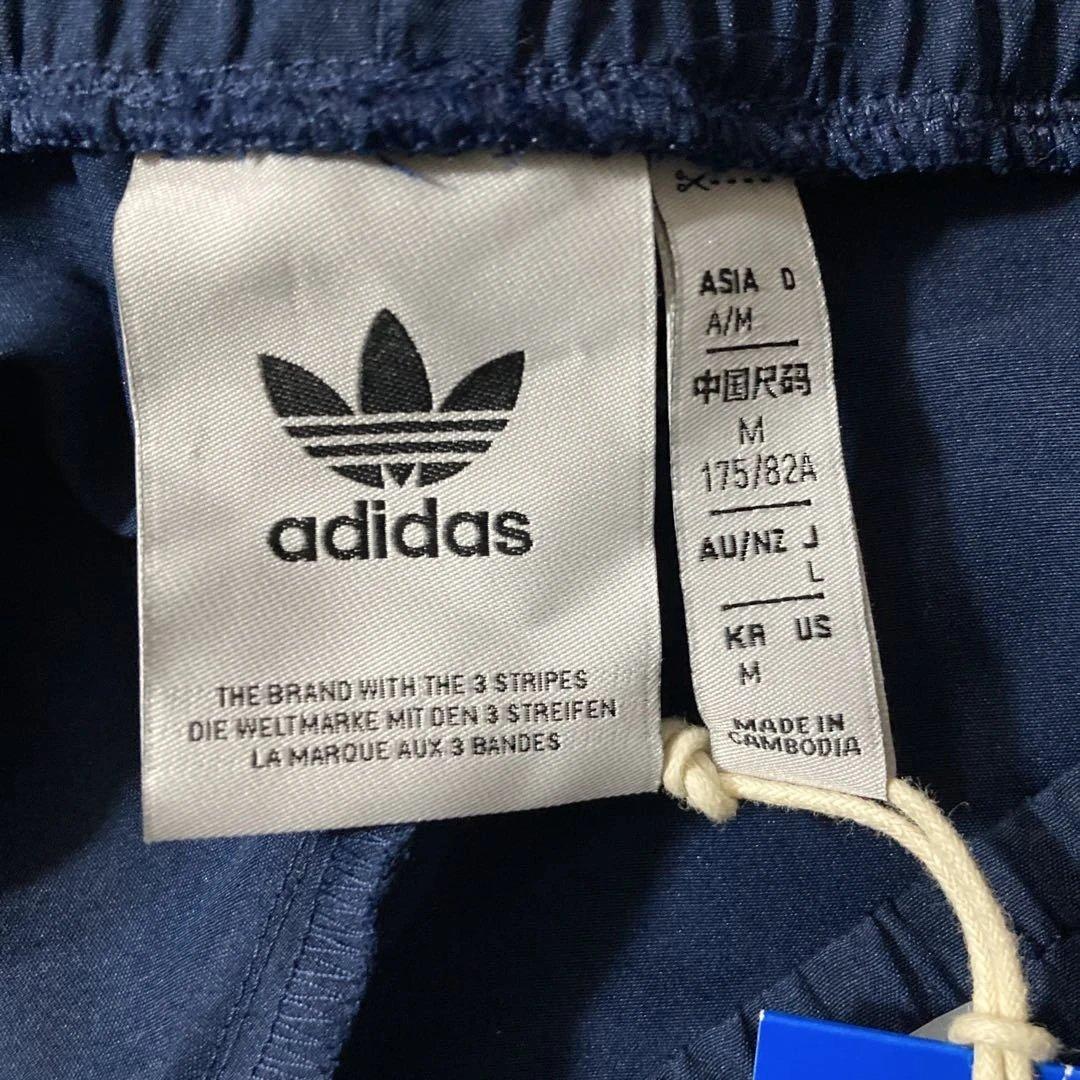 adidas
THE BRAND WITH THE 3 STRIPES
DIE WELTMARKE MIT DEN 3 STREIFEN
LA MARQUE AUX 3 BANDES
ASIA D
A/M
中国尺码
M
175/82A
AU/NZ J
L
KR US
M
MADE IN
CAMBODIA